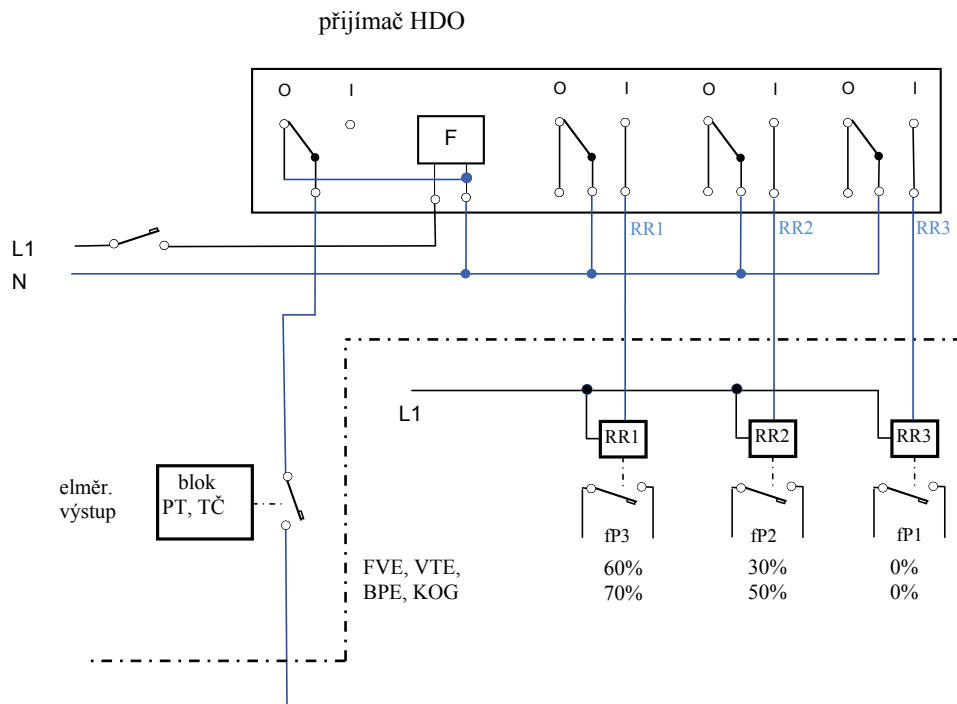 přijímač HDO
O I O I O I O I
F
RR1 RR2 RR3
L1
N
L1
RR1 RR2 RR3
elměr. výstup
blok PT, TČ
fP3 fP2 fP1
FVE, VTE, 60% 30% 0%
BPE, KOG 70% 50% 0%